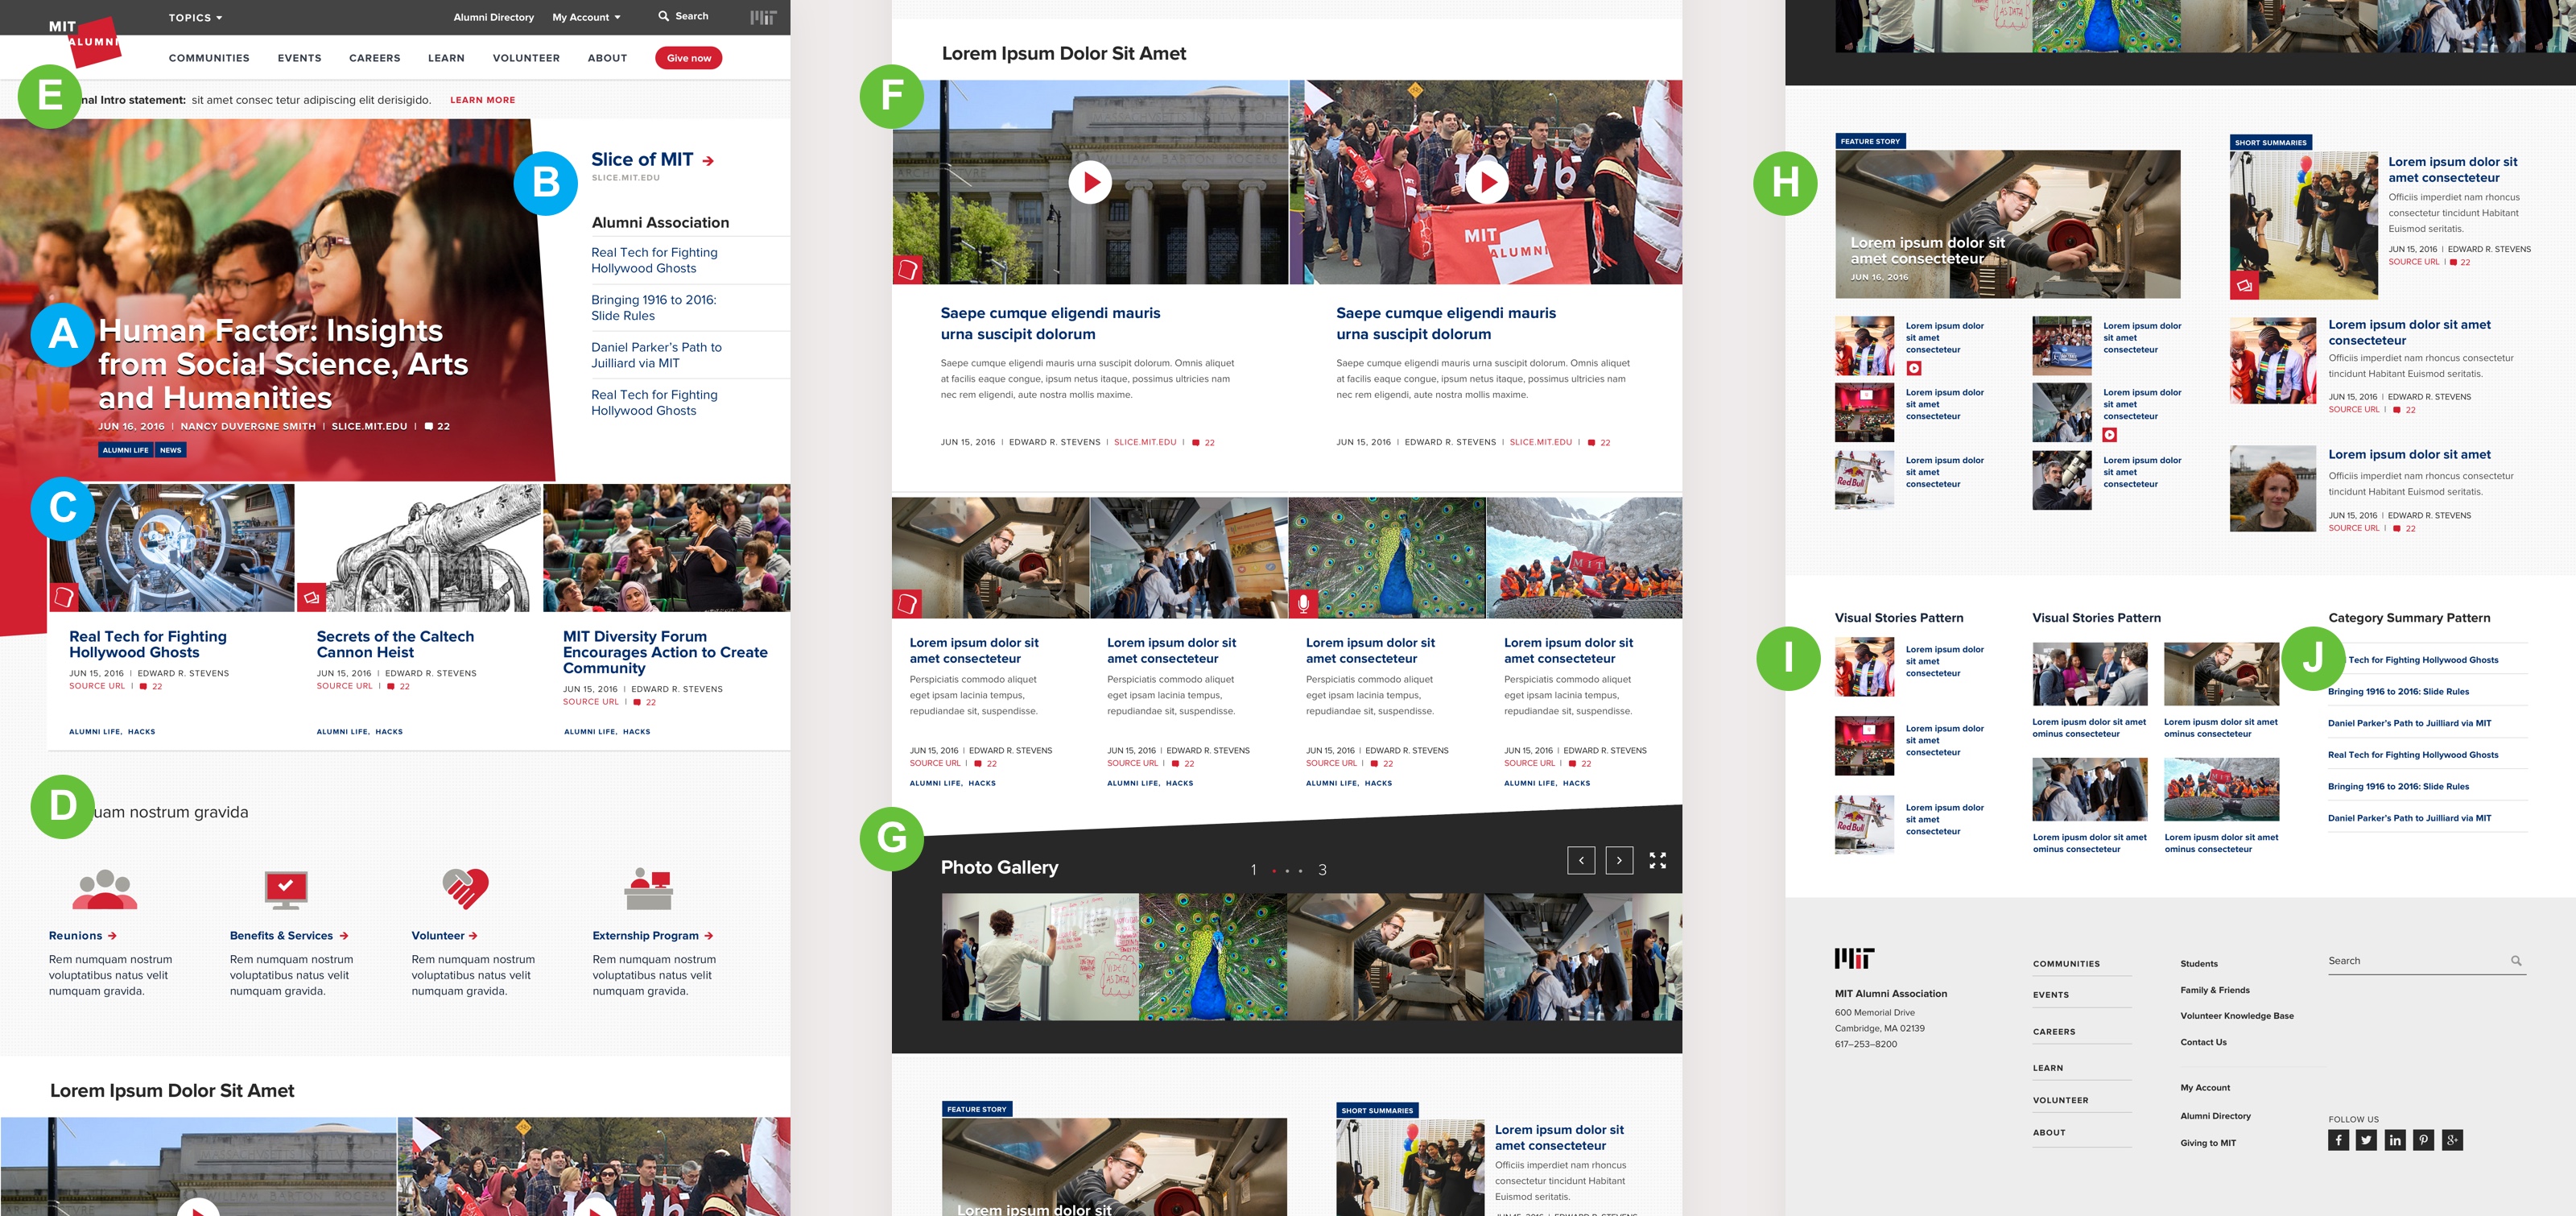 MIT
ALUMNI
TOPICS
Alumni Directory
My Account
Search
COMMUNITIES
EVENTS
CAREERS
LEARN
VOLUNTEER
ABOUT
Give now
E
nal Intro statement: sit amet consec tetur adipiscing elit derisigido.
LEARN MORE
B
Slice of MIT
SLICE.MIT.EDU
Alumni Association
Real Tech for Fighting
Hollywood Ghosts
Bringing 1916 to 2016:
Slide Rules
Daniel Parker's Path to
Juilliard via MIT
Real Tech for Fighting
Hollywood Ghosts
A
Human Factor: Insights
from Social Science, Arts
and Humanities
JUN 16, 2016 | NANCY DUVERGNE SMITH | SLICE.MIT.EDU | 22
ALUMNI LIFE
NEWS
C
Real Tech for Fighting
Hollywood Ghosts
JUN 15, 2016 | EDWARD R. STEVENS
SOURCE URL | 22
ALUMNI LIFE, HACKS
Secrets of the Caltech
Cannon Heist
JUN 15, 2016 | EDWARD R. STEVENS
SOURCE URL | 22
ALUMNI LIFE, HACKS
MIT Diversity Forum
Encourages Action to Create
Community
JUN 15, 2016 | EDWARD R. STEVENS
SOURCE URL | 22
ALUMNI LIFE, HACKS
D
uam nostrum gravida
Reunions
Rem numquam nostrum
voluptatibus natus velit
numquam gravida.
Benefits & Services
Rem numquam nostrum
voluptatibus natus velit
numquam gravida.
Volunteer
Rem numquam nostrum
voluptatibus natus velit
numquam gravida.
Externship Program
Rem numquam nostrum
voluptatibus natus velit
numquam gravida.
Lorem Ipsum Dolor Sit Amet
WILLIAM BARTON ROGERS
Lorem Ipsum Dolor Sit Amet
F
MIT
ALUMNI
Saepe cumque eligendi mauris
urna suscipit dolorum
Saepe cumque eligendi mauris urna suscipit dolorum. Omnis aliquet
at facilis eaque congue, ipsum netus itaque, possimus ultricies nam
nec rem eligendi, aute nostra mollis maxime.
JUN 15, 2016 | EDWARD R. STEVENS | SLICE.MIT.EDU | 22
Saepe cumque eligendi mauris
urna suscipit dolorum
Saepe cumque eligendi mauris urna suscipit dolorum. Omnis aliquet
at facilis eaque congue, ipsum netus itaque, possimus ultricies nam
nec rem eligendi, aute nostra mollis maxime.
JUN 15, 2016 | EDWARD R. STEVENS | SLICE.MIT.EDU | 22
MIT
Lorem ipsum dolor sit
amet consecteteur
Perspiciatis commodo aliquet
eget ipsam lacinia tempus,
repudiandae sit, suspendisse.
JUN 15, 2016 | EDWARD R. STEVENS
SOURCE URL | 22
ALUMNI LIFE, HACKS
Lorem ipsum dolor sit
amet consecteteur
Perspiciatis commodo aliquet
eget ipsam lacinia tempus,
repudiandae sit, suspendisse.
JUN 15, 2016 | EDWARD R. STEVENS
SOURCE URL | 22
ALUMNI LIFE, HACKS
Lorem ipsum dolor sit
amet consecteteur
Perspiciatis commodo aliquet
eget ipsam lacinia tempus,
repudiandae sit, suspendisse.
JUN 15, 2016 | EDWARD R. STEVENS
SOURCE URL | 22
ALUMNI LIFE, HACKS
Lorem ipsum dolor sit
amet consecteteur
Perspiciatis commodo aliquet
eget ipsam lacinia tempus,
repudiandae sit, suspendisse.
JUN 15, 2016 | EDWARD R. STEVENS
SOURCE URL | 22
ALUMNI LIFE, HACKS
G
Photo Gallery
1
3
VIDEO
AS DATA
FEATURE STORY
Lorem ipsum dolor sit
SHORT SUMMARIES
Lorem ipsum dolor sit
amet consecteteur
Officiis imperdiet nam rhoncus
consectetur tincidunt Habitant
Euismod seritatis.
AS DATA
H
FEATURE STORY
Lorem ipsum dolor sit
amet consecteteur
JUN 16, 2016
Lorem ipsum dolor
sit amet
consecteteur
Lorem ipsum dolor
sit amet
consecteteur
Lorem ipsum dolor
sit amet
consecteteur
Lorem ipsum dolor
sit amet
consecteteur
Red Bull
Lorem ipsum dolor
sit amet
consecteteur
Lorem ipsum dolor
sit amet
consecteteur
SHORT SUMMARIES
Lorem ipsum dolor sit
amet consecteteur
Officiis imperdiet nam rhoncus
consectetur tincidunt Habitant
Euismod seritatis.
JUN 15, 2016 | EDWARD R. STEVENS
SOURCE URL | 22
Lorem ipsum dolor sit amet
consecteteur
Officiis imperdiet nam rhoncus consectetur
tincidunt Habitant Euismod seritatis.
JUN 15, 2016 | EDWARD R. STEVENS
SOURCE URL | 22
Lorem ipsum dolor sit amet
Officiis imperdiet nam rhoncus consectetur
tincidunt Habitant Euismod seritatis.
JUN 15, 2016 | EDWARD R. STEVENS
SOURCE URL | 22
I
Visual Stories Pattern
Lorem ipsum dolor
sit amet
consecteteur
Lorem ipsum dolor
sit amet
consecteteur
Red Bull
Lorem ipsum dolor
sit amet
consecteteur
Visual Stories Pattern
Lorem ipusm dolor sit amet
ominus consecteteur
Lorem ipusm dolor sit amet
ominus consecteteur
MIT
Lorem ipusm dolor sit amet
ominus consecteteur
Lorem ipusm dolor sit amet
ominus consecteteur
J
Category Summary Pattern
Tech for Fighting Hollywood Ghosts
Bringing 1916 to 2016: Slide Rules
Daniel Parker's Path to Juilliard via MIT
Real Tech for Fighting Hollywood Ghosts
Bringing 1916 to 2016: Slide Rules
Daniel Parker's Path to Juilliard via MIT
MIT Alumni Association
600 Memorial Drive
Cambridge, MA 02139
617–253–8200
COMMUNITIES
EVENTS
CAREERS
LEARN
VOLUNTEER
ABOUT
Students
Family & Friends
Volunteer Knowledge Base
Contact Us
My Account
Alumni Directory
Giving to MIT
Search
FOLLOW US